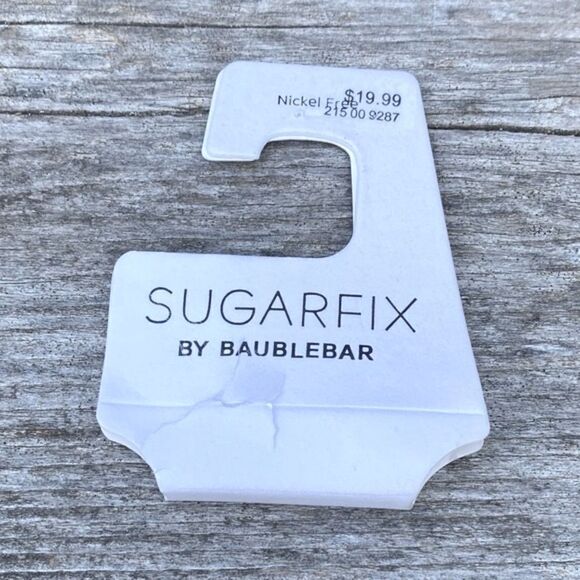 $19.99
Nickel Free
215 00 9287
SUGARFIX
BY BAUBLEBAR